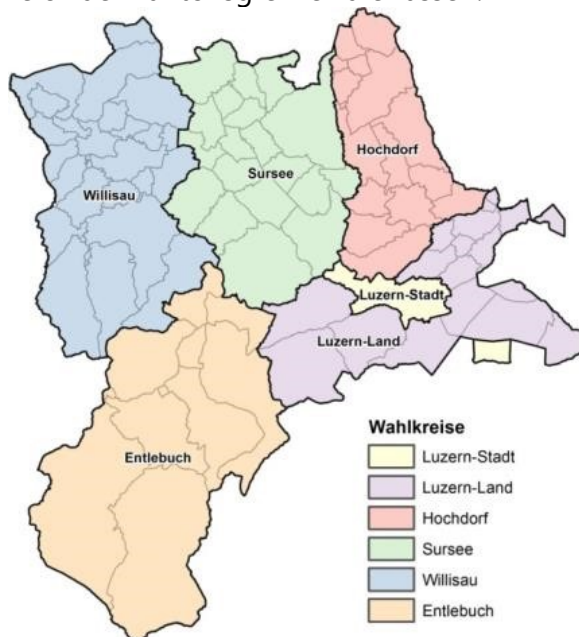 Hochdorf
Sursee
Willisau
Luzern-Stadt
Luzern-Land
Entlebuch
Wahlkreise
Luzern-Stadt
Luzern-Land
Hochdorf
Sursee
Willisau
Entlebuch